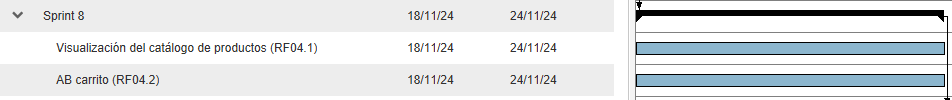 Sprint 8 18/11/24 24/11/24
Visualización del catálogo de productos (RF04.1) 18/11/24 24/11/24
AB carrito (RF04.2) 18/11/24 24/11/24